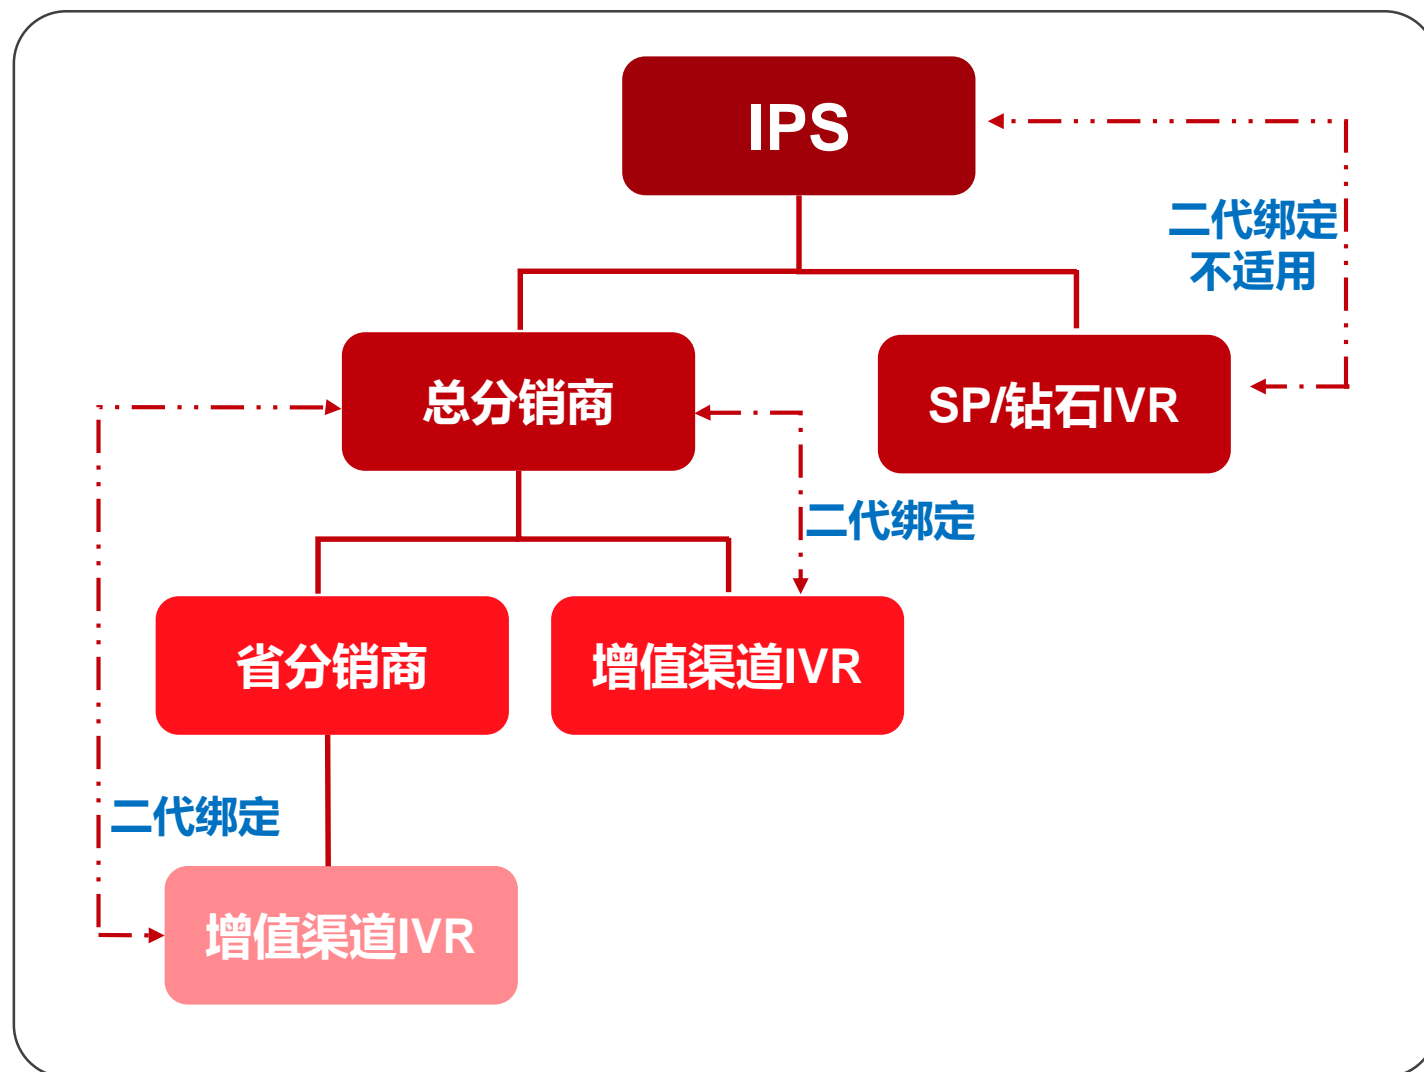 IPS
二代绑定
不适用
总分销商
SP/钻石IVR
二代绑定
省分销商
增值渠道IVR
二代绑定
增值渠道IVR